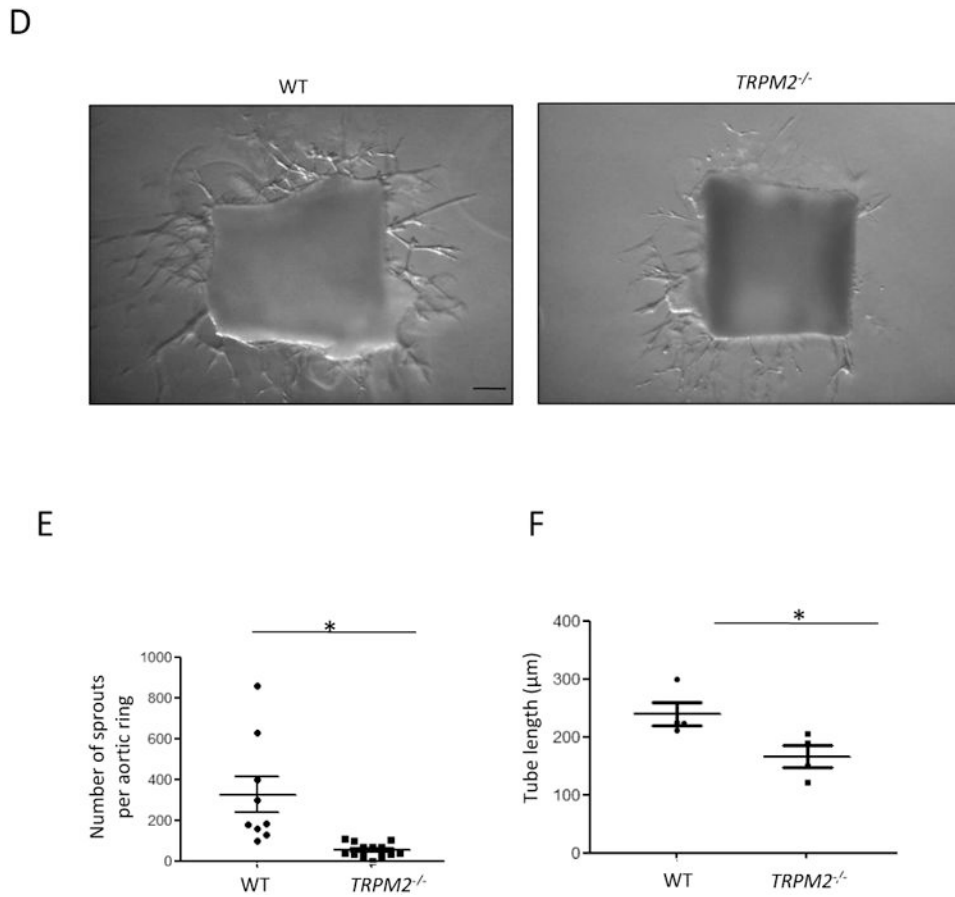 D
WT
TRPM2-/-
E
F
*
Number of sprouts
per aortic ring
1000
800
600
400
200
0
WT
TRPM2-/-
*
Tube length (µm)
400
300
200
100
0
WT
TRPM2-/-